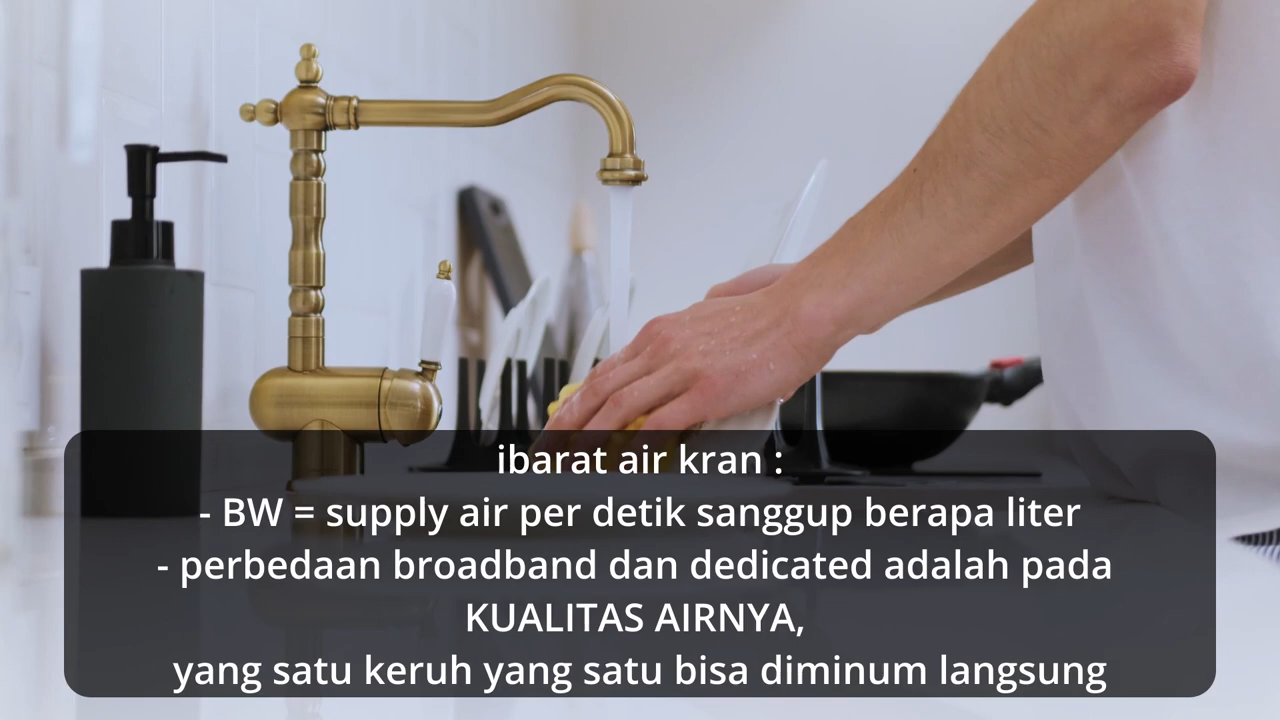 ibarat air kran :
- BW = supply air per detik sanggup berapa liter
- perbedaan broadband dan dedicated adalah pada
KUALITAS AIRNYA,
yang satu keruh yang satu bisa diminum langsung